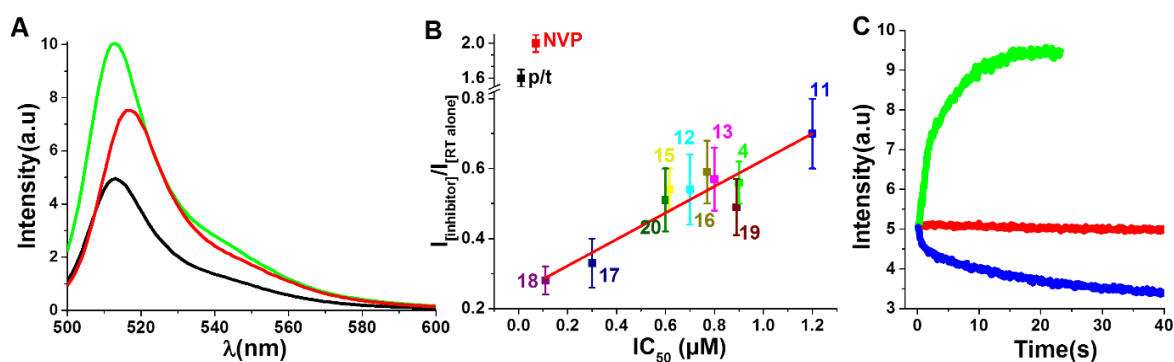 A
Intensity(a.u)
10
8
6
4
2
0
500 520 540 560 580 600
λ(nm)
B
I[inhibitor]/I[RT alone]
2.0
1.6
0.8
0.6
0.4
0.2
NVP
p/t
11
15 12 13 4
20 16 19
18 17
0.0 0.2 0.4 0.6 0.8 1.0 1.2
IC50 (µM)
C
Intensity(a.u)
10
9
8
7
6
5
4
3
0 10 20 30 40
Time(s)